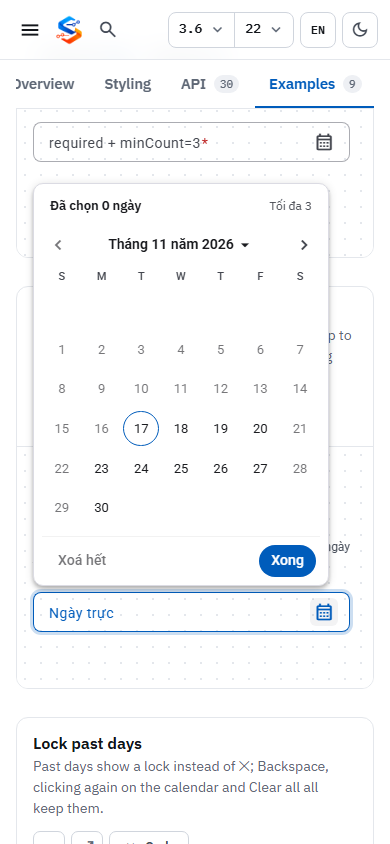 3.6 22 EN
Overview Styling API 30 Examples 9
required + minCount=3*
Đã chọn 0 ngày Tối đa 3
Tháng 11 năm 2026
S M T W T F S
1 2 3 4 5 6 7
8 9 10 11 12 13 14
15 16 17 18 19 20 21
22 23 24 25 26 27 28
29 30
p to
g
ngày
Xoá hết Xong
Ngày trực
Lock past days
Past days show a lock instead of ✕; Backspace,
clicking again on the calendar and Clear all all
keep them.